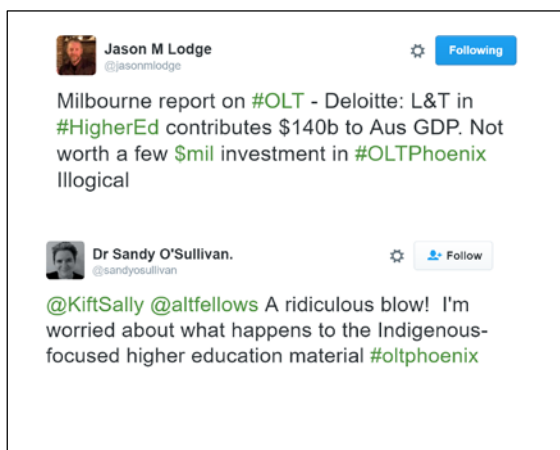 Jason M Lodge
@jasonmlodge
Following
Milbourne report on #OLT - Deloitte: L&T in
#HigherEd contributes $140b to Aus GDP. Not
worth a few $mil investment in #OLTPhoenix
Illogical
Dr Sandy O'Sullivan.
@sandyosullivan
Follow
@KiftSally @altfellows A ridiculous blow! I'm
worried about what happens to the Indigenous-
focused higher education material #oltphoenix